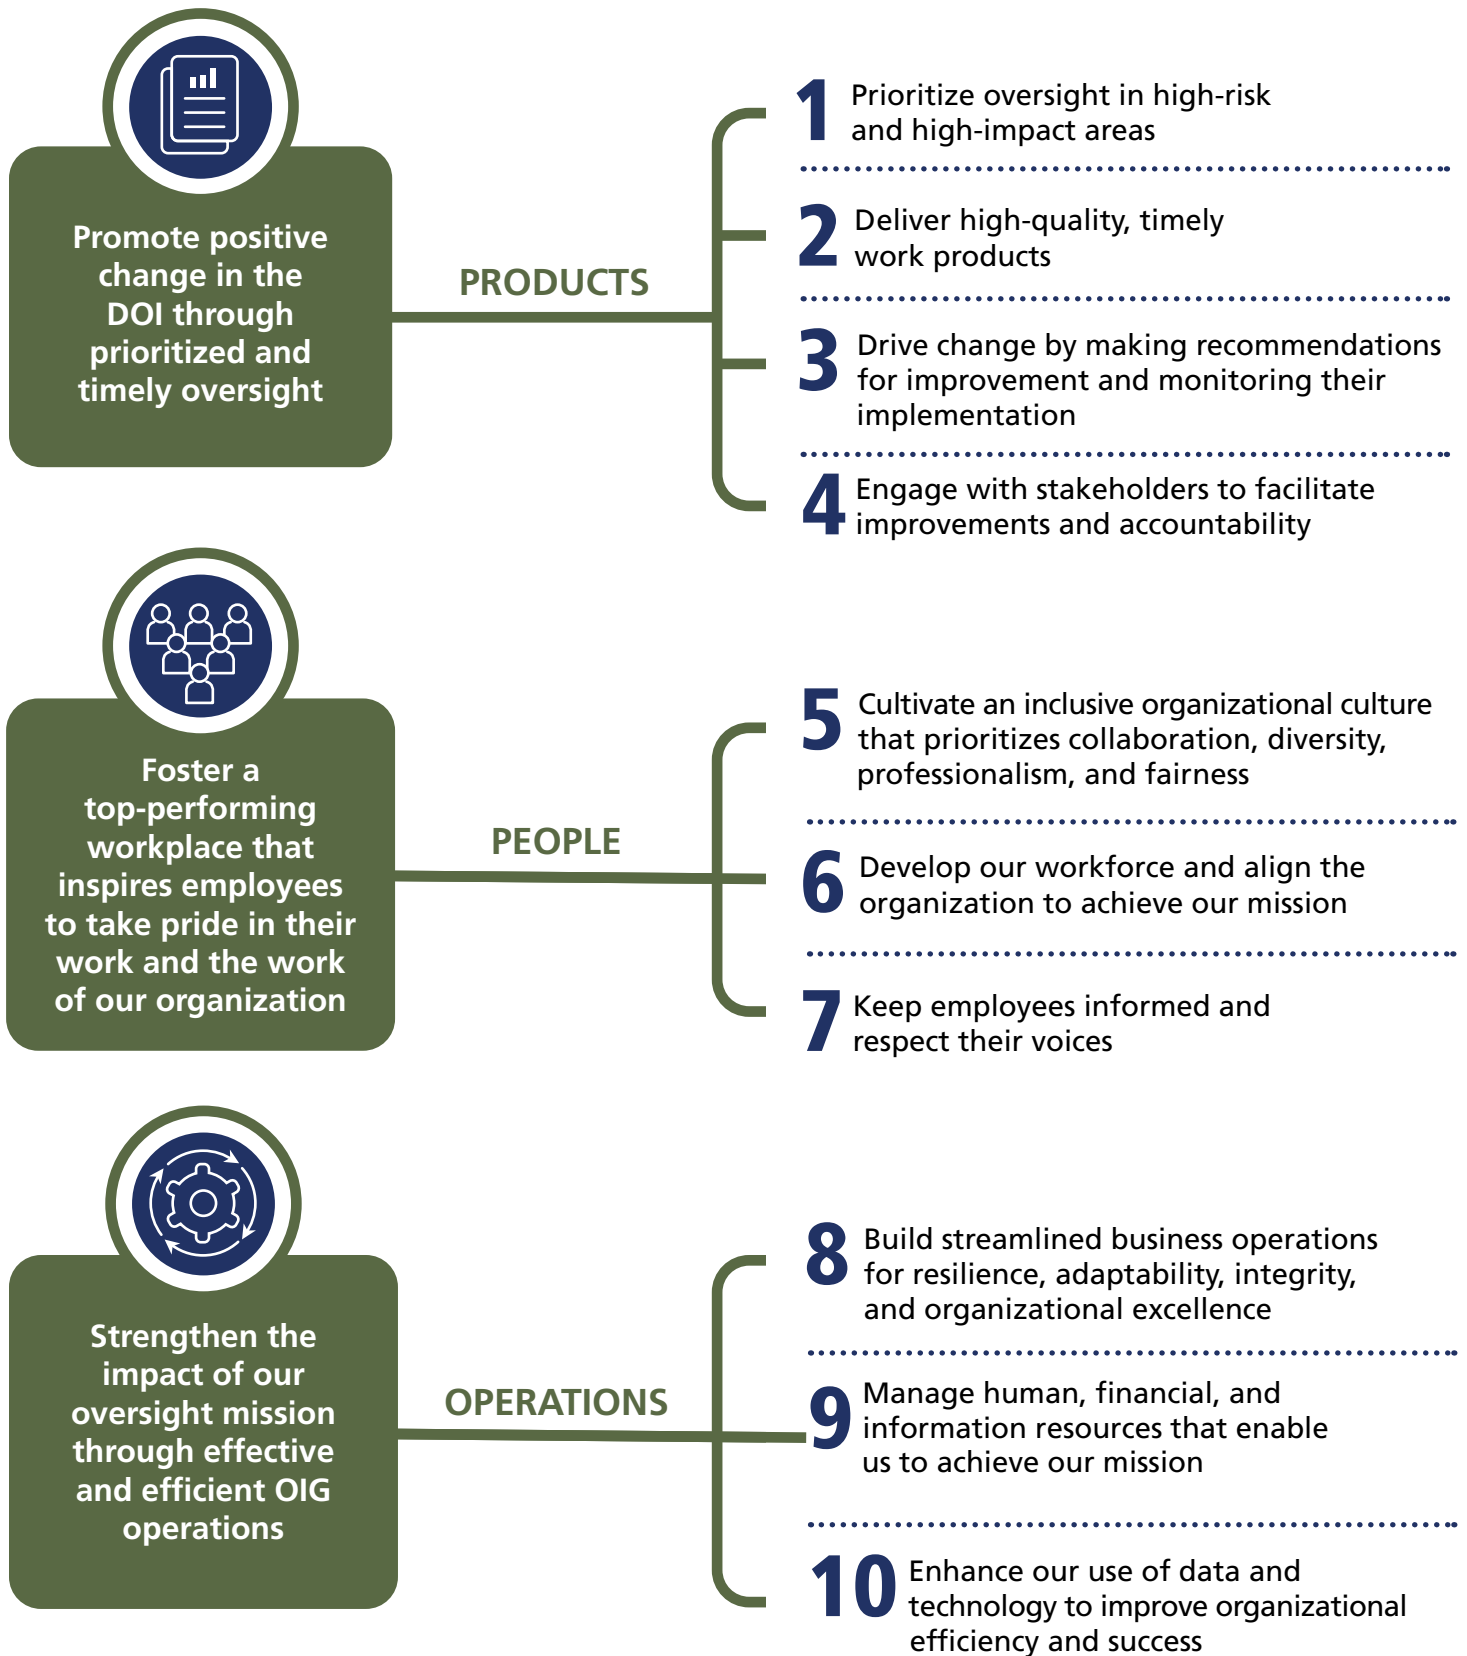 Promote positive
change in the
DOI through
prioritized and
timely oversight
PRODUCTS
1 Prioritize oversight in high-risk
and high-impact areas
2 Deliver high-quality, timely
work products
3 Drive change by making recommendations
for improvement and monitoring their
implementation
4 Engage with stakeholders to facilitate
improvements and accountability
Foster a
top-performing
workplace that
inspires employees
to take pride in their
work and the work
of our organization
PEOPLE
5 Cultivate an inclusive organizational culture
that prioritizes collaboration, diversity,
professionalism, and fairness
6 Develop our workforce and align the
organization to achieve our mission
7 Keep employees informed and
respect their voices
Strengthen the
impact of our
oversight mission
through effective
and efficient OIG
operations
OPERATIONS
8 Build streamlined business operations
for resilience, adaptability, integrity,
and organizational excellence
9 Manage human, financial, and
information resources that enable
us to achieve our mission
10 Enhance our use of data and
technology to improve organizational
efficiency and success